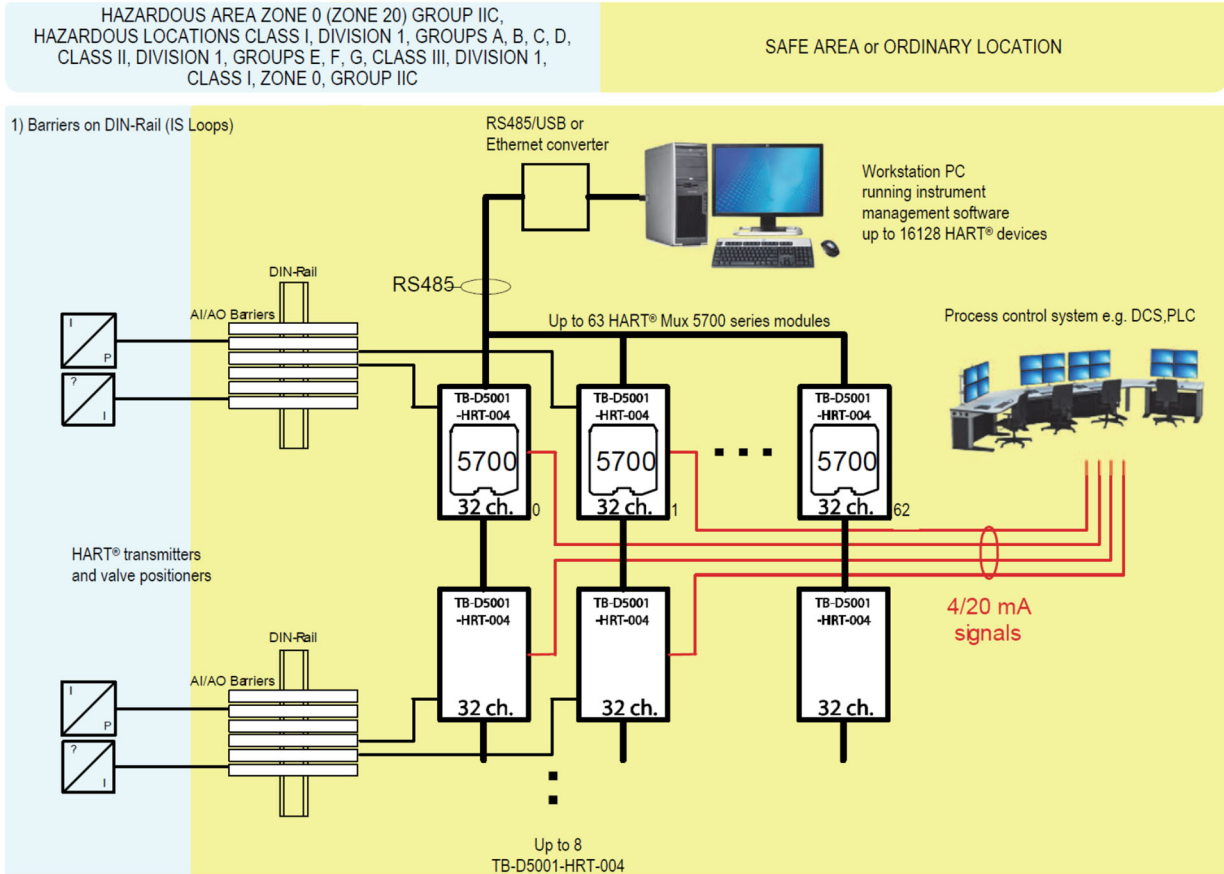 HAZARDOUS AREA ZONE 0 (ZONE 20) GROUP IIC,
HAZARDOUS LOCATIONS CLASS I, DIVISION 1, GROUPS A, B, C, D,
CLASS II, DIVISION 1, GROUPS E, F, G, CLASS III, DIVISION 1,
CLASS I, ZONE 0, GROUP IIC
SAFE AREA or ORDINARY LOCATION
1) Barriers on DIN-Rail (IS Loops)
RS485/USB or
Ethernet converter
Workstation PC
running instrument
management software
up to 16128 HART® devices
DIN-Rail
RS485
AI/AO Barriers
Up to 63 HART® Mux 5700 series modules
Process control system e.g. DCS,PLC
I
P
?
I
TB-D5001
-HRT-004
5700
32 ch.
0
TB-D5001
-HRT-004
5700
32 ch.
1
TB-D5001
-HRT-004
5700
32 ch.
62
HART® transmitters
and valve positioners
4/20 mA
signals
DIN-Rail
AI/AO Barriers
I
P
?
I
TB-D5001
-HRT-004
32 ch.
TB-D5001
-HRT-004
32 ch.
TB-D5001
-HRT-004
32 ch.
Up to 8
TB-D5001-HRT-004